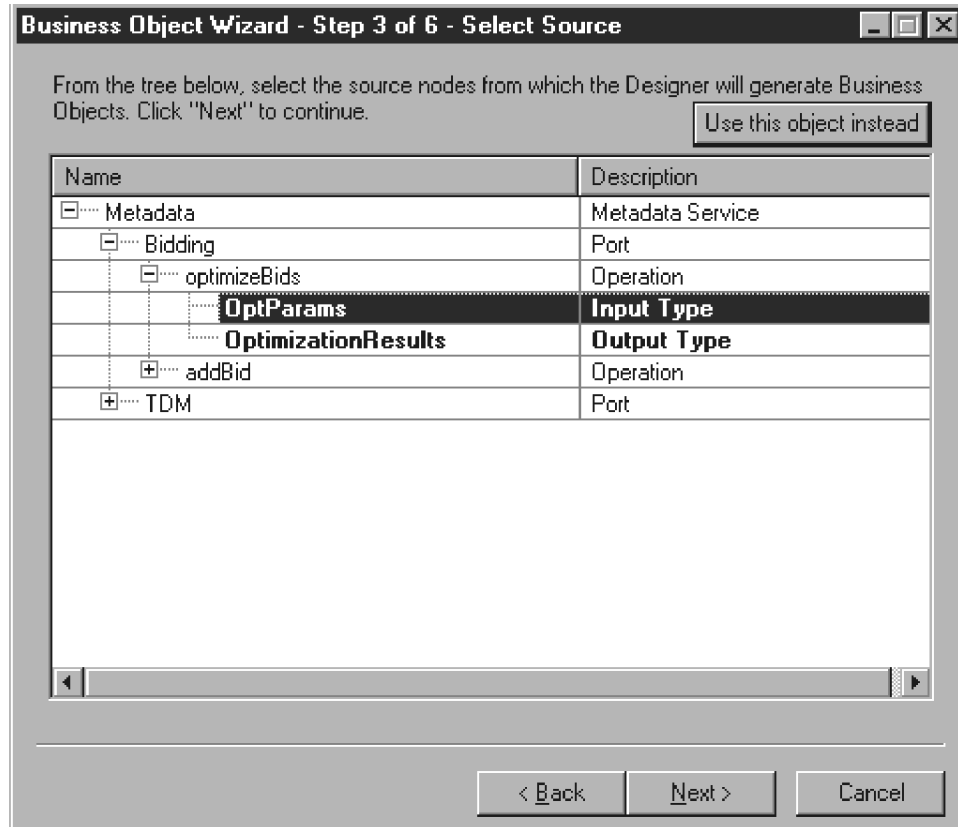 Business Object Wizard - Step 3 of 6 - Select Source
From the tree below, select the source nodes from which the Designer will generate Business
Objects. Click "Next" to continue.
Use this object instead
Name Description
Metadata Metadata Service
Bidding Port
optimizeBids Operation
OptParams Input Type
OptimizationResults Output Type
addBid Operation
TDM Port
< Back Next > Cancel